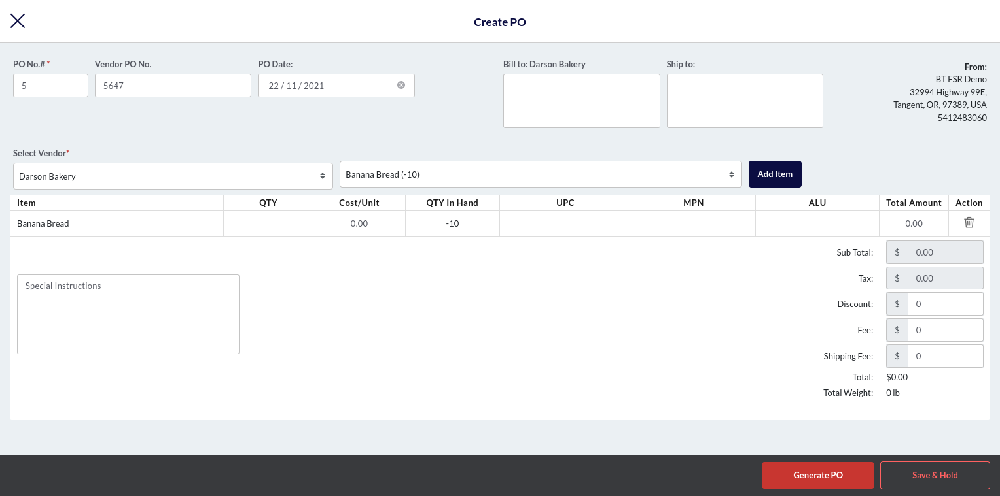 Create PO
PO No.# *
Vendor PO No.
PO Date:
Bill to: Darson Bakery
Ship to:
From:
5
5647
22 / 11 / 2021
BT FSR Demo
32994 Highway 99E,
Tangent, OR, 97389, USA
5412483060
Select Vendor*
Darson Bakery
Banana Bread (-10)
Add Item
Item QTY Cost/Unit QTY In Hand UPC MPN ALU Total Amount Action
Banana Bread 0.00 -10 0.00
Special Instructions
Sub Total: $ 0.00
Tax: $ 0.00
Discount: $ 0
Fee: $ 0
Shipping Fee: $ 0
Total: $0.00
Total Weight: 0 lb
Generate PO
Save & Hold